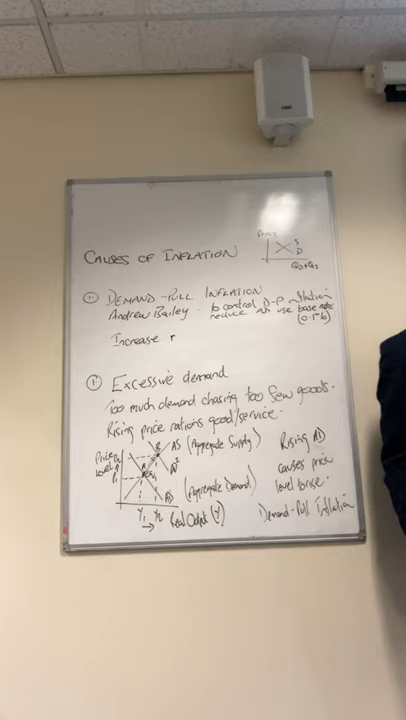 CAUSES OF INFLATION
Price
S
D
QD+QS
DEMAND-PULL INFLATION
Andrew Bailey. to control D-P inflation
reduce use base rate
(0.1%)
Increase r
Excessive demand
Too much demand chasing too few goods.
Rising price rations good/service.
AS (Aggregate Supply)
Rising AD
Price
Level
B
AD²
causes price
P1
A
level to rise.
AD (Aggregate Demand)
Y1 Y2 Real Output (Y)
Demand-Pull Inflation